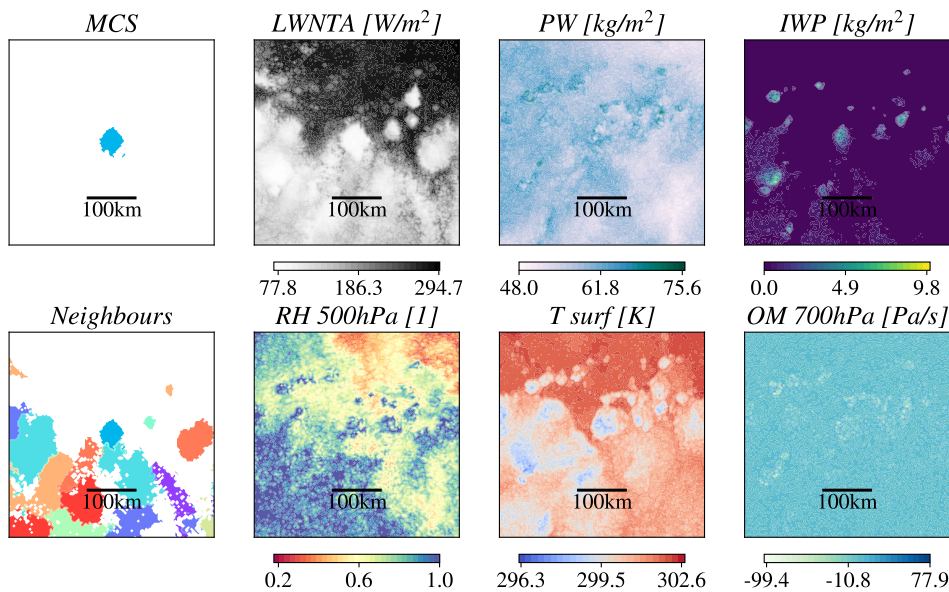 MCS
LWNTA [W/m²]
PW [kg/m²]
IWP [kg/m²]
100km
100km
100km
100km
77.8 186.3 294.7
48.0 61.8 75.6
0.0 4.9 9.8
Neighbours
RH 500hPa [1]
T surf [K]
OM 700hPa [Pa/s]
100km
100km
100km
100km
0.2 0.6 1.0
296.3 299.5 302.6
-99.4 -10.8 77.9